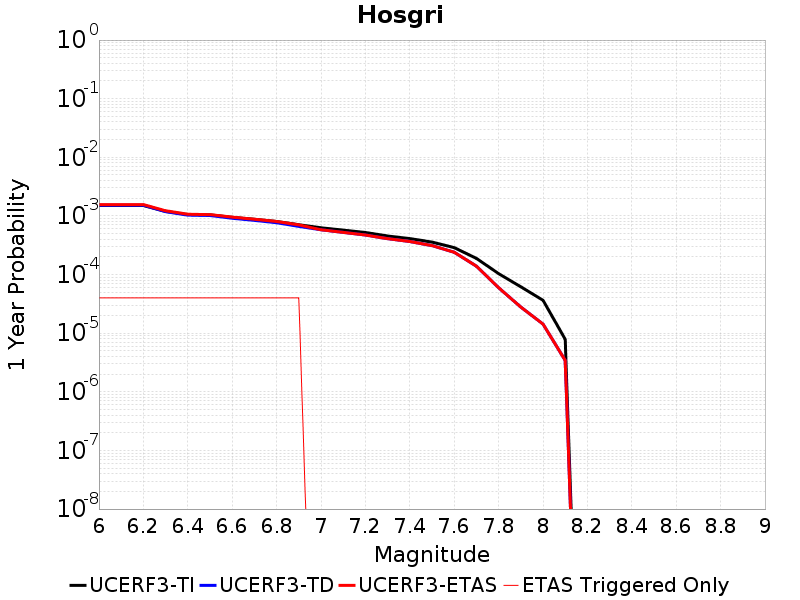 Hosgri
1 Year Probability
10^0
10^-1
10^-2
10^-3
10^-4
10^-5
10^-6
10^-7
10^-8
6 6.2 6.4 6.6 6.8 7 7.2 7.4 7.6 7.8 8 8.2 8.4 8.6 8.8 9
Magnitude
UCERF3-TI UCERF3-TD UCERF3-ETAS ETAS Triggered Only